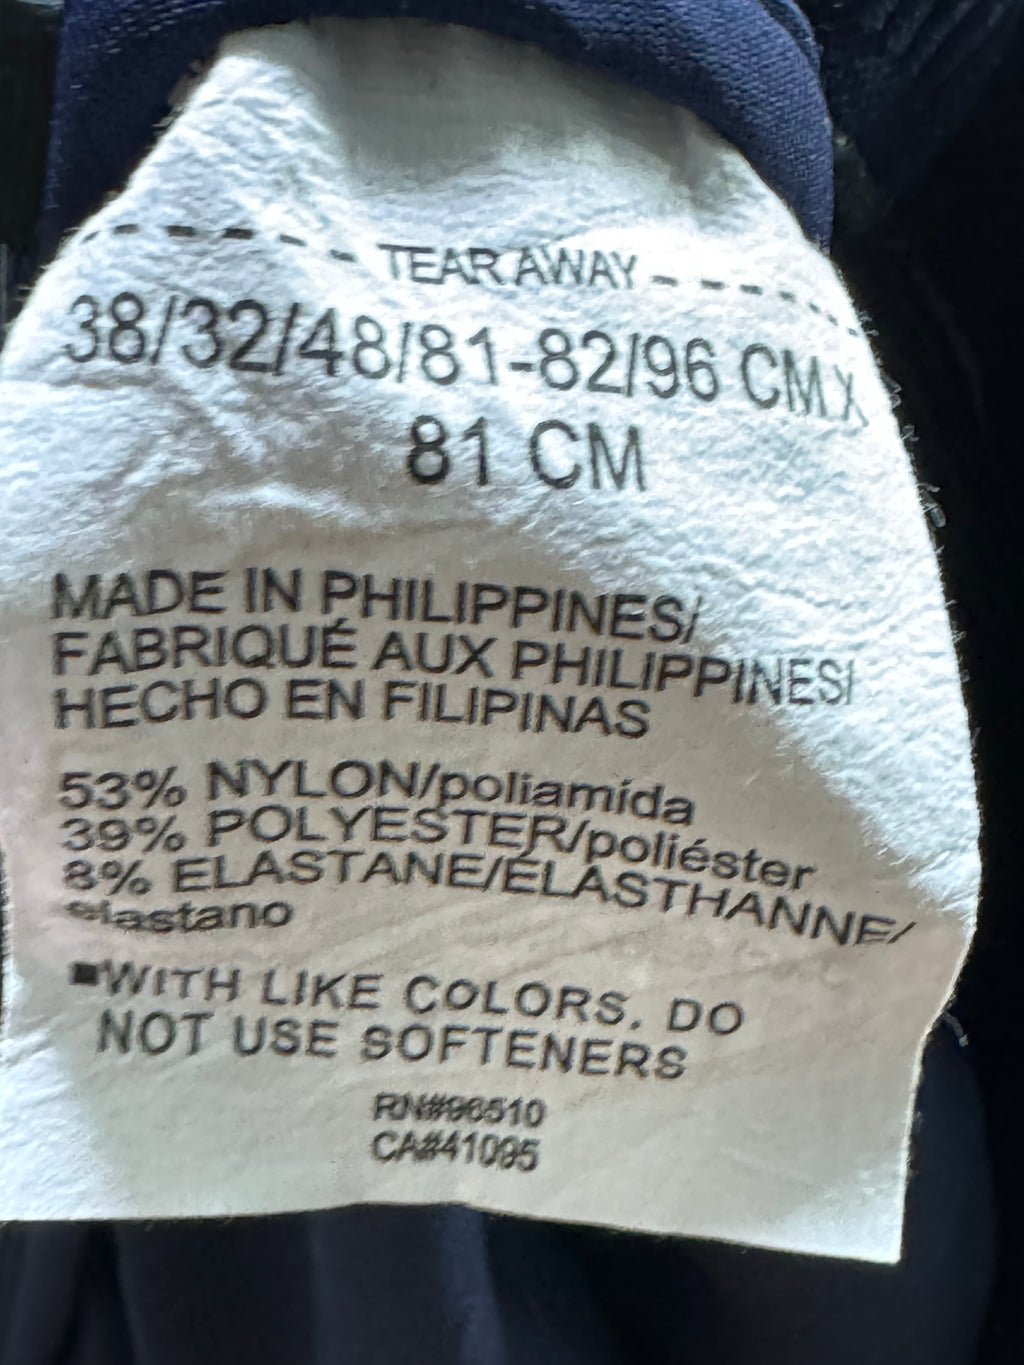 TEAR AWAY
38/32/48/81-82/96 CM X
81 CM
MADE IN PHILIPPINES/
FABRIQUÉ AUX PHILIPPINES/
HECHO EN FILIPINAS
53% NYLON/poliamida
39% POLYESTER/poliéster
8% ELASTANE/ÉLASTHANNE/
elastano
■WITH LIKE COLORS. DO
NOT USE SOFTENERS
RN#96510
CA#41095